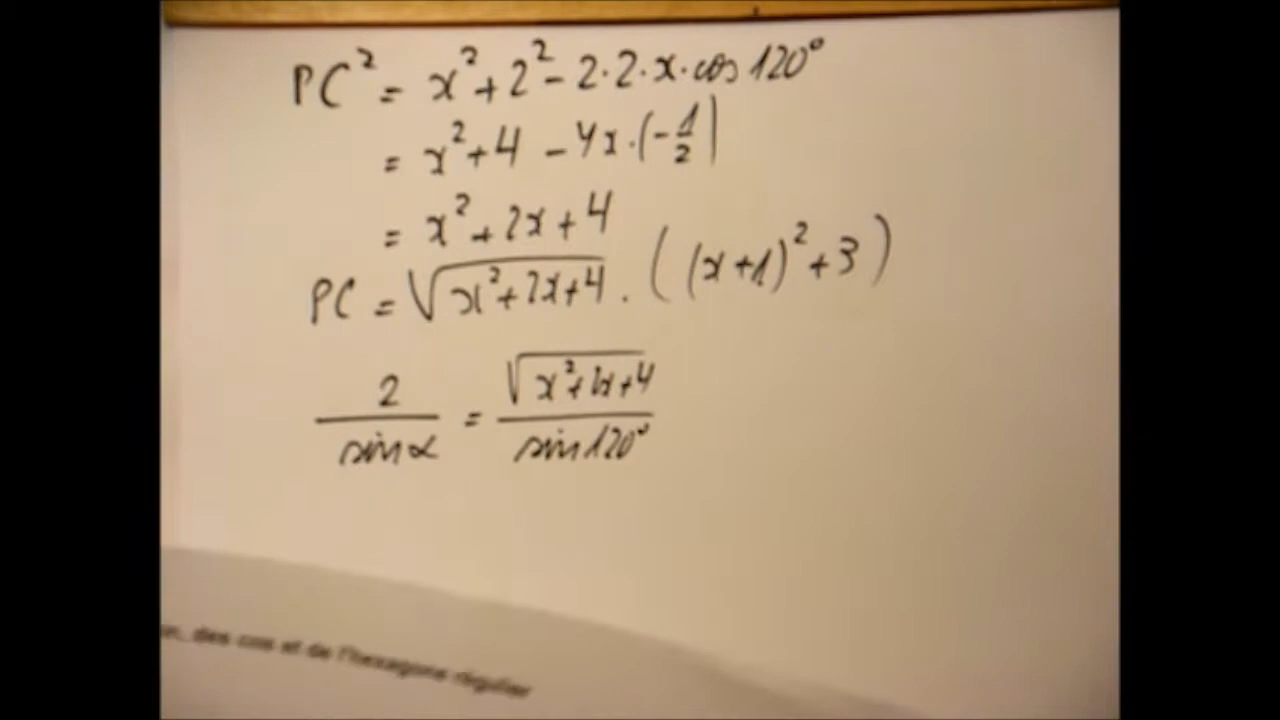 PC² = x² + 2² - 2·2·x·cos 120°
= x² + 4 - 4x·(-1/2)
= x² + 2x + 4
PC = √(x² + 2x + 4). ((x+1)² + 3)
2/sin α = √(x² + 2x + 4)/sin 120°
des cos et de l'hexagone régulier